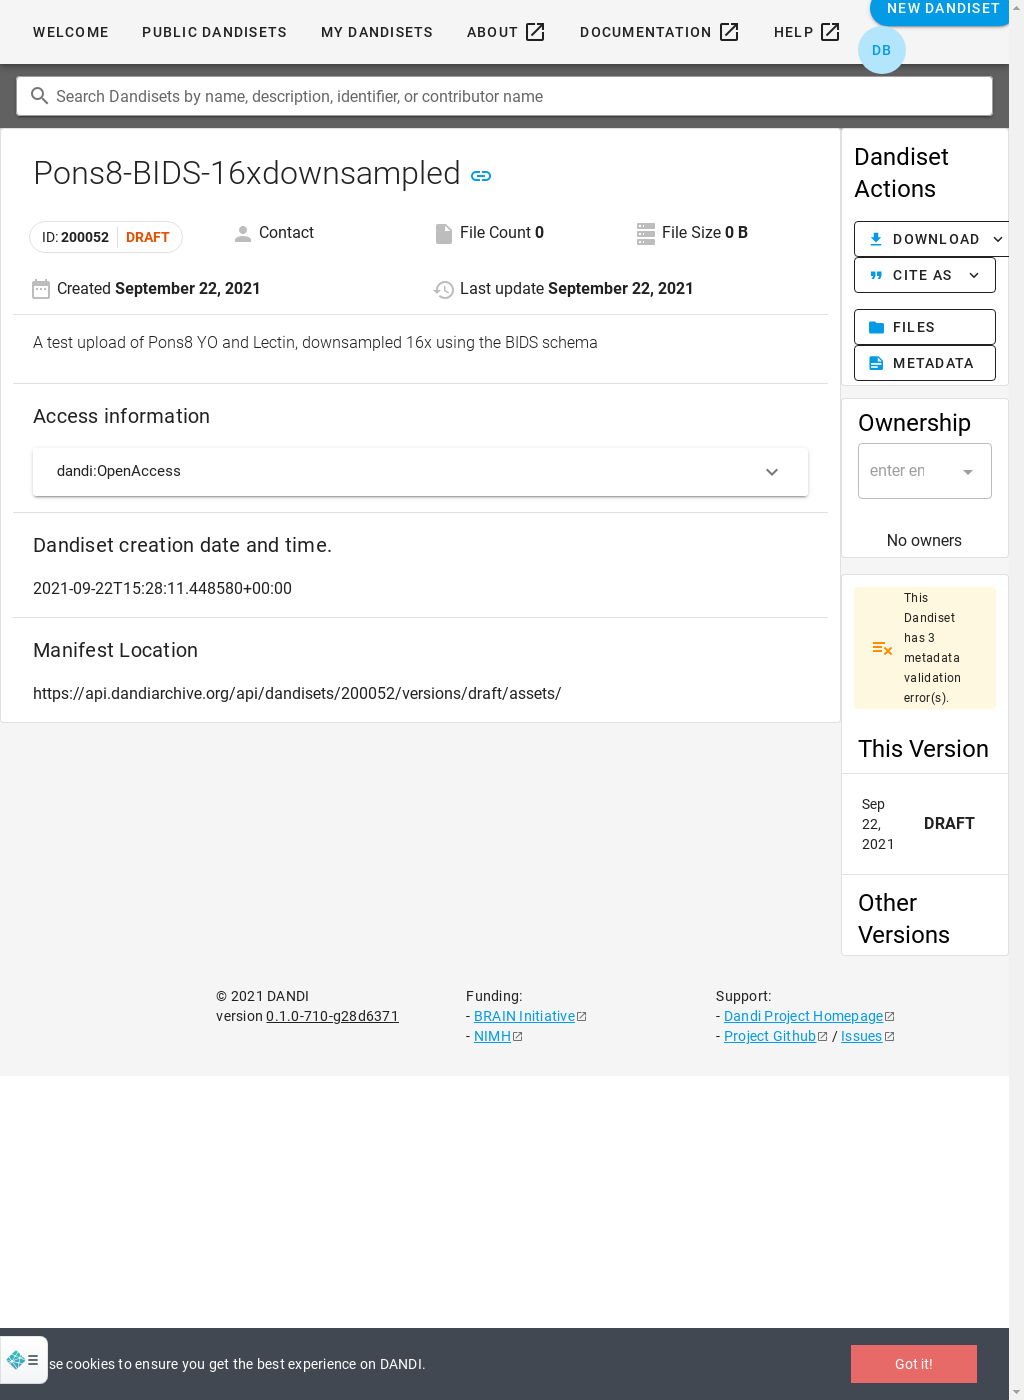 WELCOME
PUBLIC DANDISETS
MY DANDISETS
ABOUT
DOCUMENTATION
HELP
NEW DANDISET
DB
Search Dandisets by name, description, identifier, or contributor name
Pons8-BIDS-16xdownsampled
ID: 200052 DRAFT
Contact
File Count 0
File Size 0 B
Created September 22, 2021
Last update September 22, 2021
A test upload of Pons8 YO and Lectin, downsampled 16x using the BIDS schema
Access information
dandi:OpenAccess
Dandiset creation date and time.
2021-09-22T15:28:11.448580+00:00
Manifest Location
https://api.dandiarchive.org/api/dandisets/200052/versions/draft/assets/
Dandiset
Actions
DOWNLOAD
CITE AS
FILES
METADATA
Ownership
enter en
No owners
This
Dandiset
has 3
metadata
validation
error(s).
This Version
Sep
22,
2021
DRAFT
Other
Versions
© 2021 DANDI
version 0.1.0-710-g28d6371
Funding:
- BRAIN Initiative
- NIMH
Support:
- Dandi Project Homepage
- Project Github / Issues
se cookies to ensure you get the best experience on DANDI.
Got it!